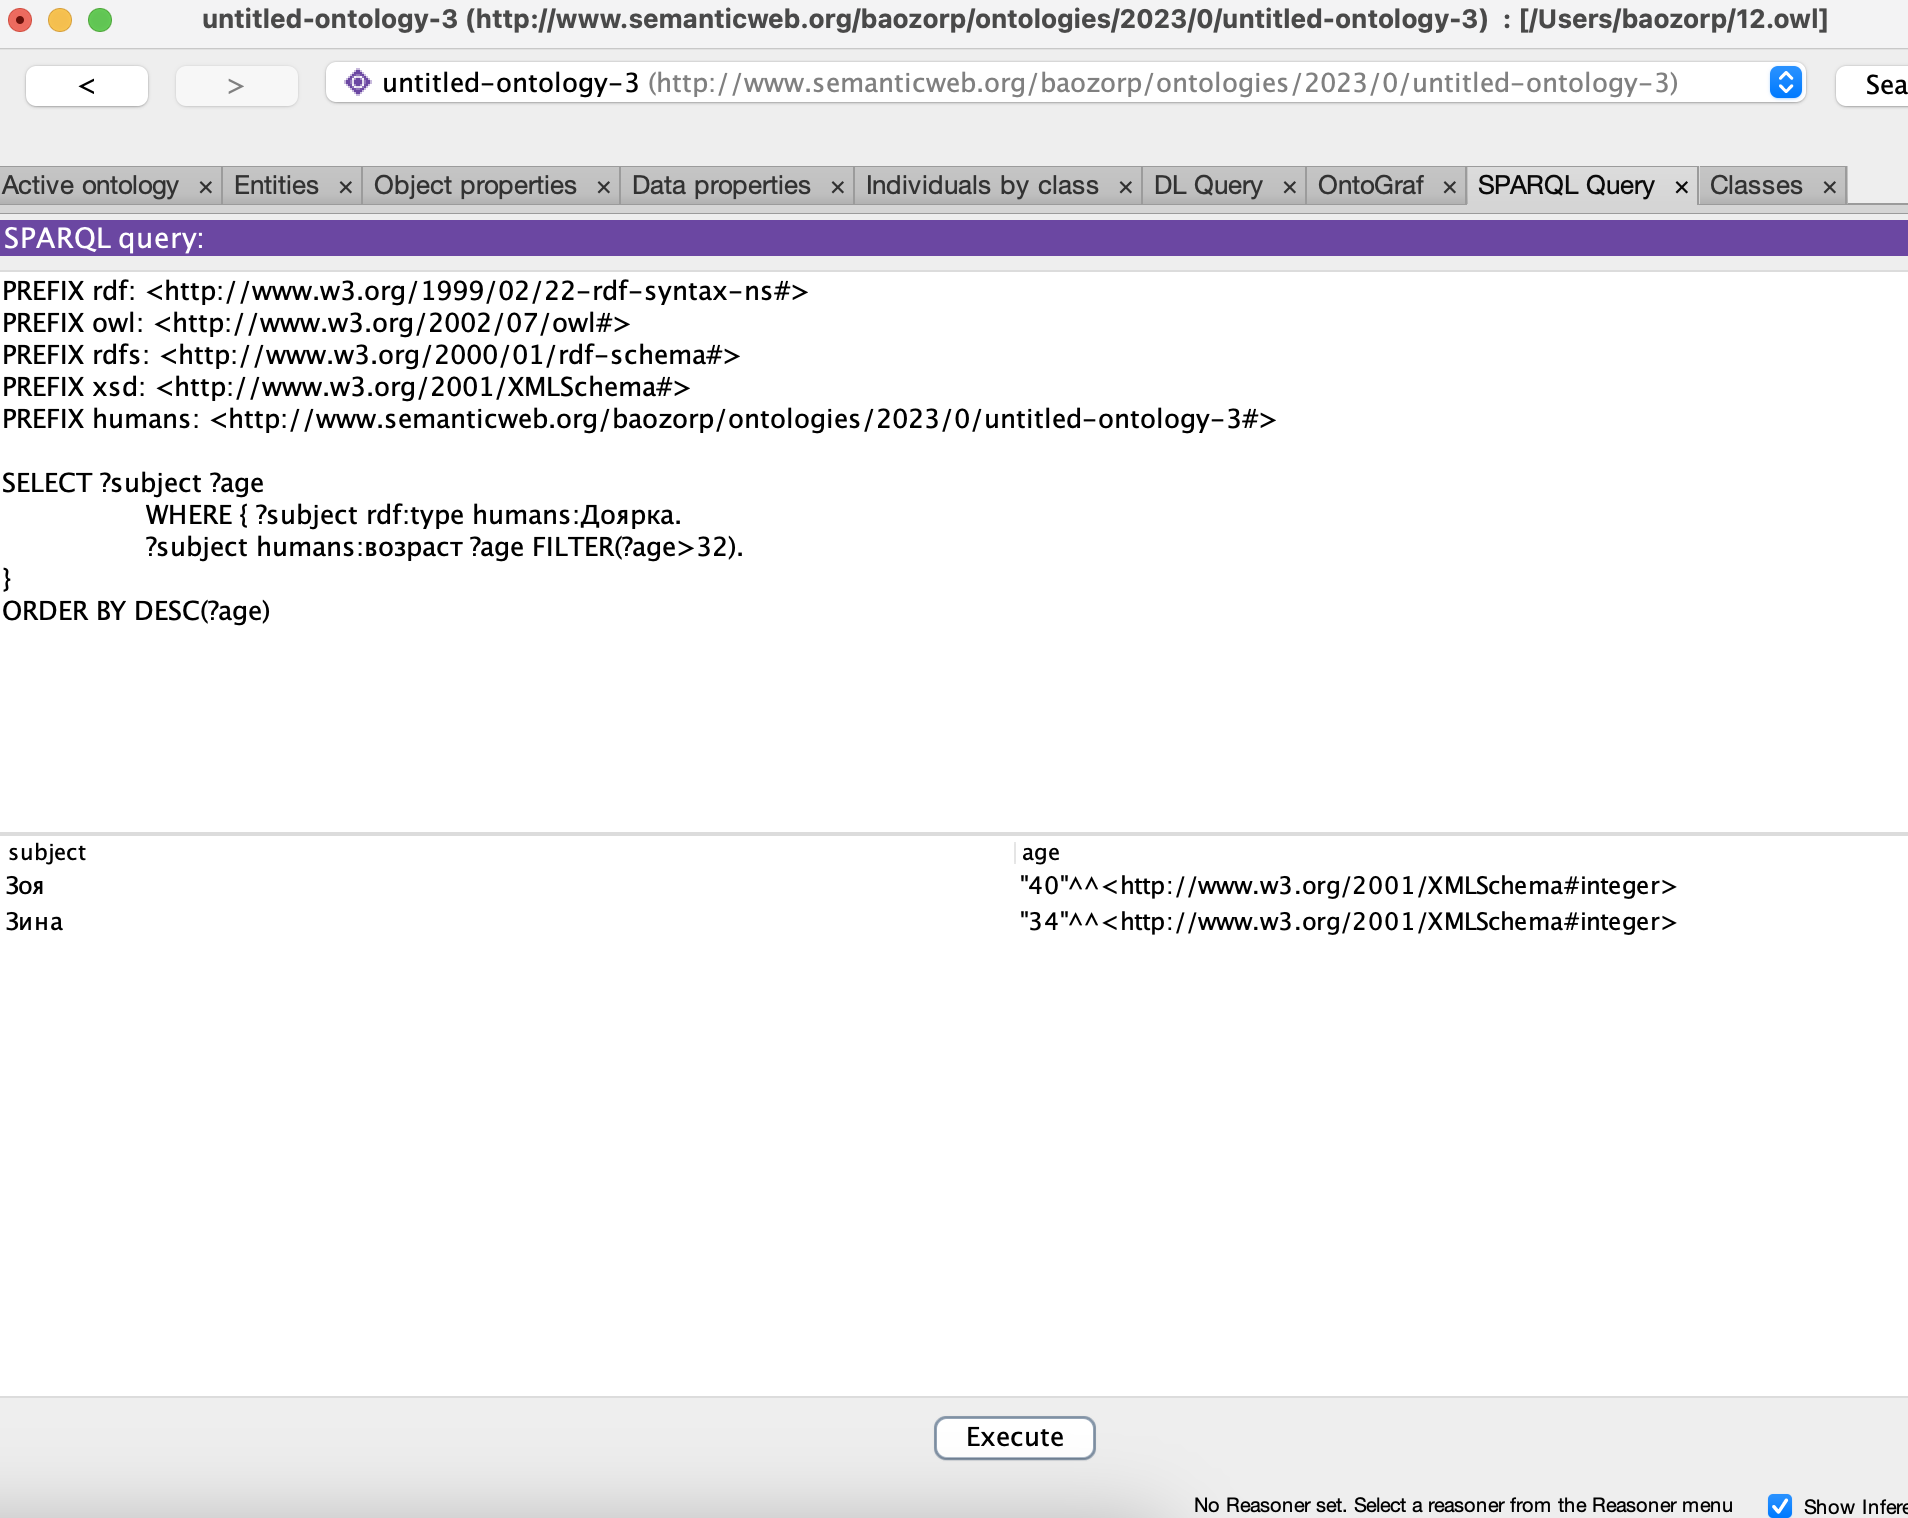 untitled-ontology-3 (http://www.semanticweb.org/baozorp/ontologies/2023/0/untitled-ontology-3) : [/Users/baozorp/12.owl]
< > untitled-ontology-3 (http://www.semanticweb.org/baozorp/ontologies/2023/0/untitled-ontology-3)
Active ontology × Entities × Object properties × Data properties × Individuals by class × DL Query × OntoGraf × SPARQL Query × Classes ×
SPARQL query:
PREFIX rdf: <http://www.w3.org/1999/02/22-rdf-syntax-ns#>
PREFIX owl: <http://www.w3.org/2002/07/owl#>
PREFIX rdfs: <http://www.w3.org/2000/01/rdf-schema#>
PREFIX xsd: <http://www.w3.org/2001/XMLSchema#>
PREFIX humans: <http://www.semanticweb.org/baozorp/ontologies/2023/0/untitled-ontology-3#>
SELECT ?subject ?age
WHERE { ?subject rdf:type humans:Доярка.
?subject humans:возраст ?age FILTER(?age>32).
}
ORDER BY DESC(?age)
subject age
Зоя "40"^^<http://www.w3.org/2001/XMLSchema#integer>
Зина "34"^^<http://www.w3.org/2001/XMLSchema#integer>
Execute
No Reasoner set. Select a reasoner from the Reasoner menu Show